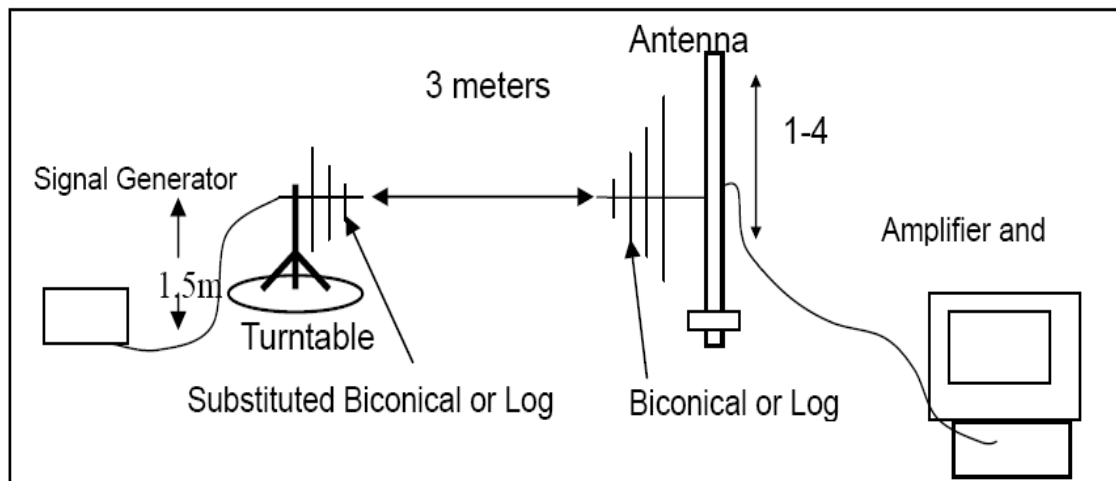 Antenna
3 meters
1-4
Signal Generator
Amplifier and
1.5m
Turntable
Substituted Biconical or Log
Biconical or Log